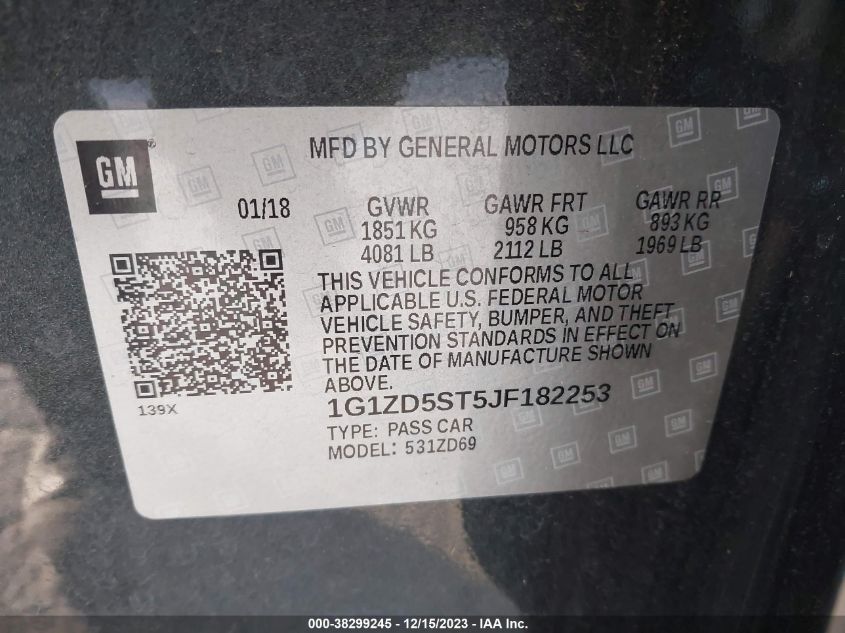 GM®
MFD BY GENERAL MOTORS LLC
01/18 GVWR GAWR FRT GAWR RR
1851 KG 958 KG 893 KG
4081 LB 2112 LB 1969 LB
THIS VEHICLE CONFORMS TO ALL
APPLICABLE U.S. FEDERAL MOTOR
VEHICLE SAFETY, BUMPER, AND THEFT
PREVENTION STANDARDS IN EFFECT ON
THE DATE OF MANUFACTURE SHOWN
ABOVE.
139X
1G1ZD5ST5JF182253
TYPE: PASS CAR
MODEL: 531ZD69
000-38299245 - 12/15/2023 - IAA Inc.